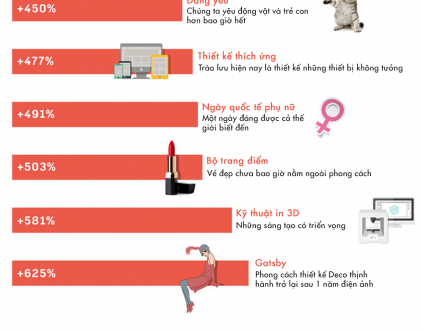 Đáng yêu
+450%
Chúng ta yêu động vật và trẻ con
hơn bao giờ hết
+477%
Thiết kế thích ứng
Trào lưu hiện nay là thiết kế những thiết bị không tưởng
+491%
Ngày quốc tế phụ nữ
Một ngày đáng được cả thế
giới biết đến
+503%
Bộ trang điểm
Vẻ đẹp chưa bao giờ nằm ngoài phong cách
+581%
Kỹ thuật in 3D
Những sáng tạo có triển vọng
+625%
Gatsby
Phong cách thiết kế Deco thịnh
hành trở lại sau 1 năm điện ảnh